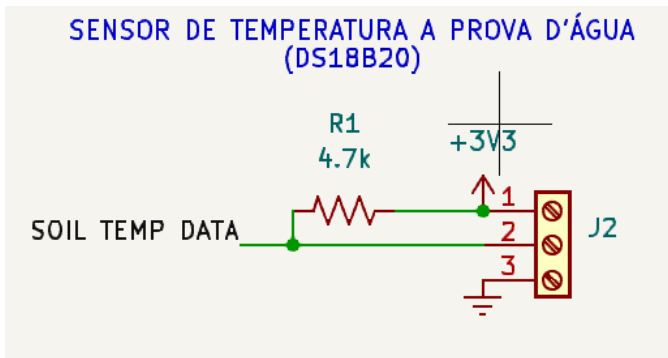 SENSOR DE TEMPERATURA A PROVA D'ÁGUA
(DS18B20)
R1
4.7k
+3V3
1
SOIL TEMP DATA
2
J2
3